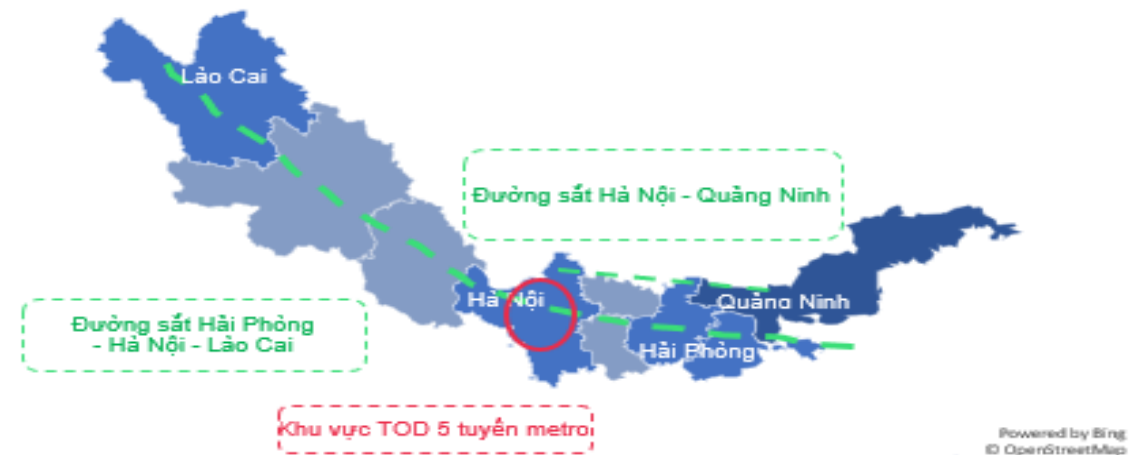 Lào Cai
Đường sắt Hà Nội - Quảng Ninh
Hà Nội
Quảng Ninh
Đường sắt Hải Phòng
- Hà Nội - Lào Cai
Hải Phòng
Khu vực TOD 5 tuyến metro
Powered by Bing
© OpenStreetMap